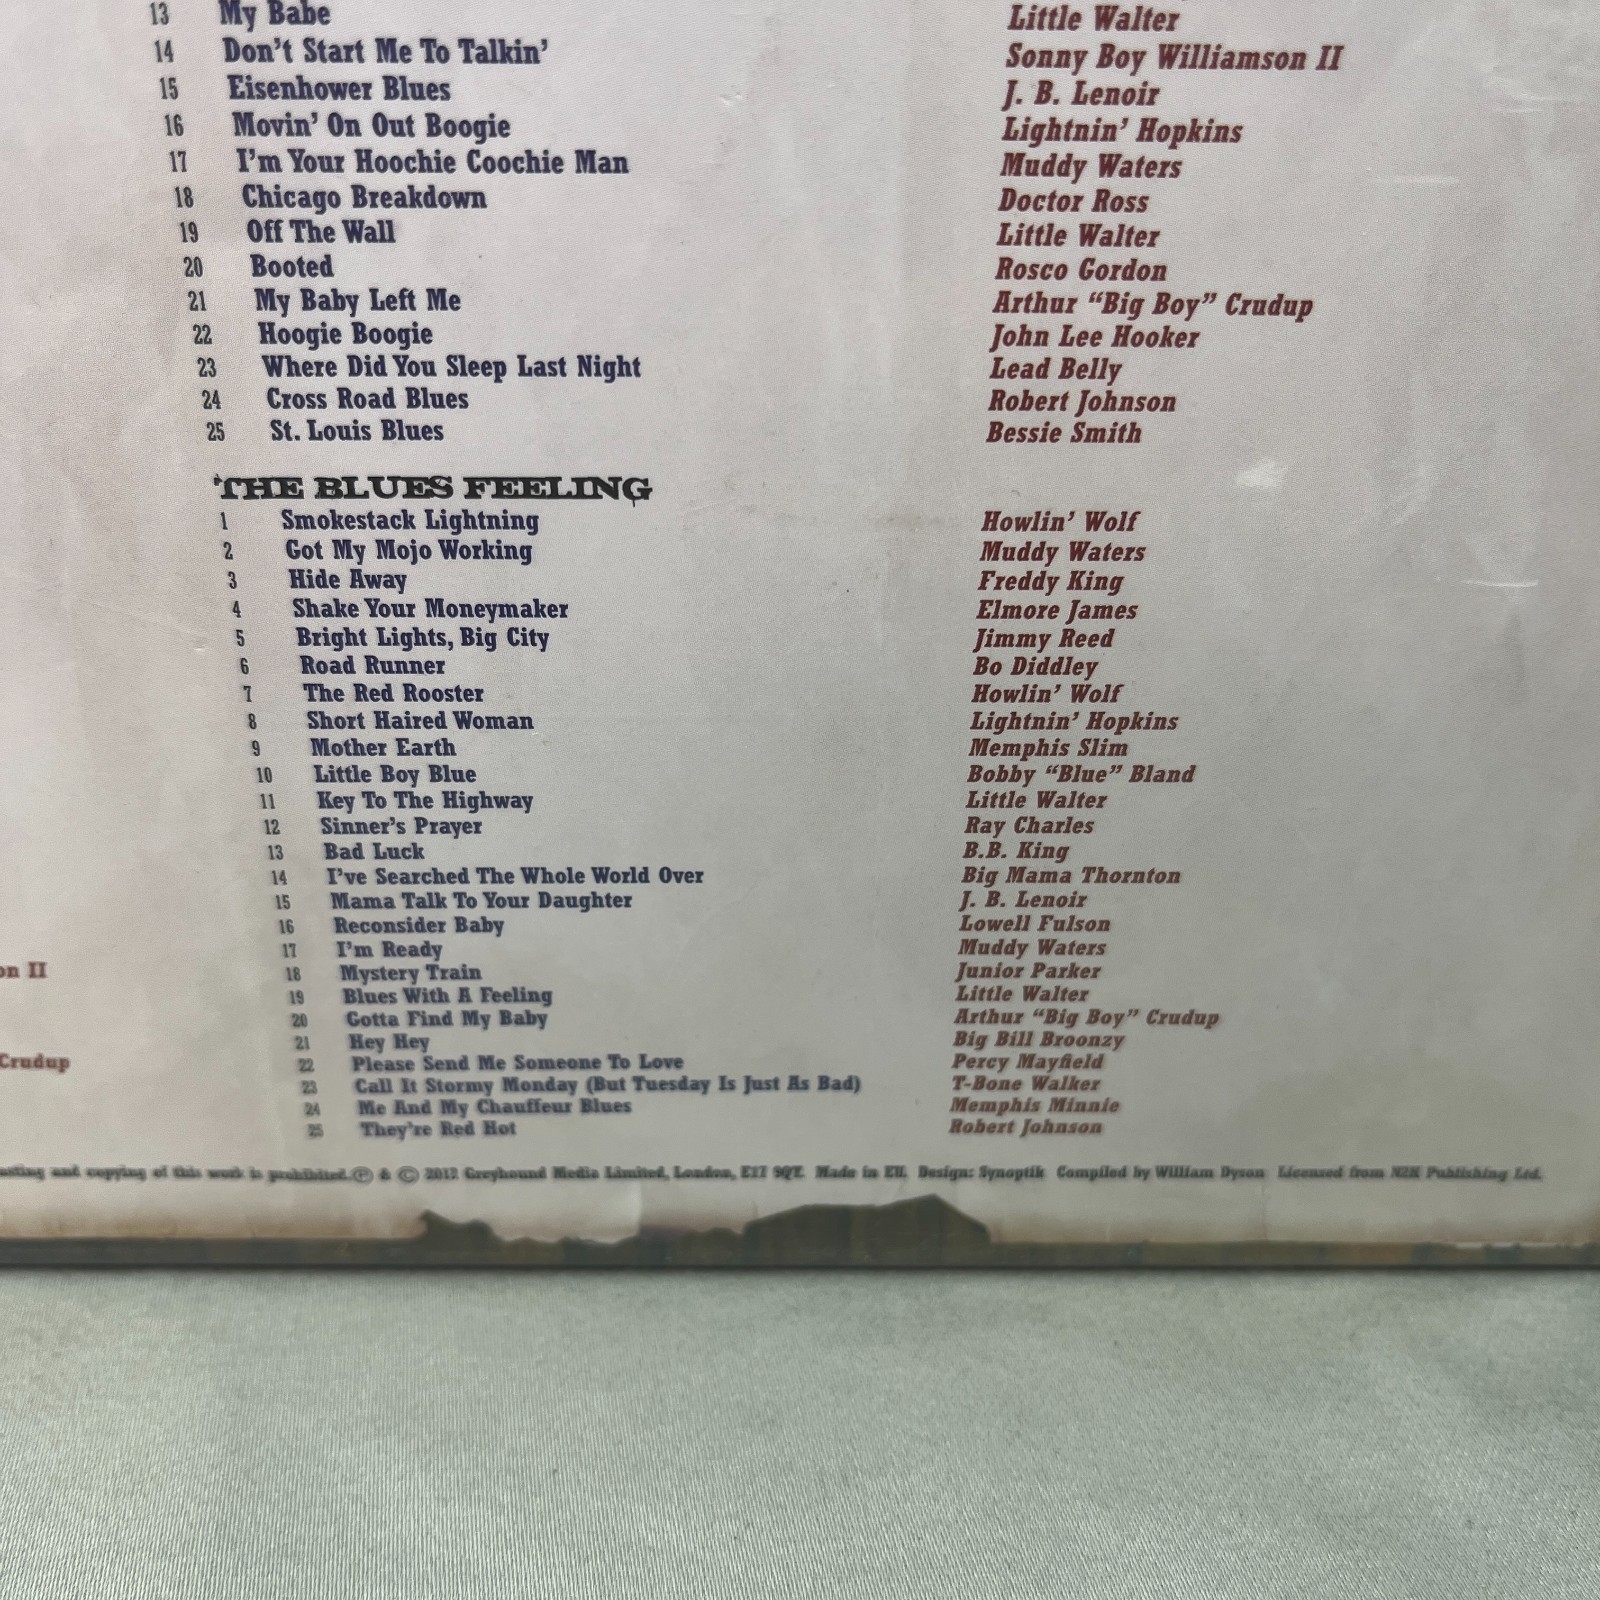 13 My Babe Little Walter
14 Don't Start Me To Talkin' Sonny Boy Williamson II
15 Eisenhower Blues J. B. Lenoir
16 Movin' On Out Boogie Lightnin' Hopkins
17 I'm Your Hoochie Coochie Man Muddy Waters
18 Chicago Breakdown Doctor Ross
19 Off The Wall Little Walter
20 Booted Rosco Gordon
21 My Baby Left Me Arthur "Big Boy" Crudup
22 Hoogie Boogie John Lee Hooker
23 Where Did You Sleep Last Night Lead Belly
24 Cross Road Blues Robert Johnson
25 St. Louis Blues Bessie Smith
THE BLUES FEELING
1 Smokestack Lightning Howlin' Wolf
2 Got My Mojo Working Muddy Waters
3 Hide Away Freddy King
4 Shake Your Moneymaker Elmore James
5 Bright Lights, Big City Jimmy Reed
6 Road Runner Bo Diddley
7 The Red Rooster Howlin' Wolf
8 Short Haired Woman Lightnin' Hopkins
9 Mother Earth Memphis Slim
10 Little Boy Blue Bobby "Blue" Bland
11 Key To The Highway Little Walter
12 Sinner's Prayer Ray Charles
13 Bad Luck B.B. King
14 I've Searched The Whole World Over Big Mama Thornton
15 Mama Talk To Your Daughter J. B. Lenoir
16 Reconsider Baby Lowell Fulson
17 I'm Ready Muddy Waters
on II 18 Mystery Train Junior Parker
19 Blues With A Feeling Little Walter
20 Gotta Find My Baby Arthur "Big Boy" Crudup
21 Hey Hey Big Bill Broonzy
Crudup 22 Please Send Me Someone To Love Percy Mayfield
23 Call It Stormy Monday (But Tuesday Is Just As Bad) T-Bone Walker
24 Me And My Chauffeur Blues Memphis Minnie
25 They're Red Hot Robert Johnson
and copying of this work is prohibited. ℗ & © 2012 Greyhound Media Limited, London, E17 9QT. Made in EU. Design: Synoptik Compiled by William Dyson Licensed from N2K Publishing Ltd.